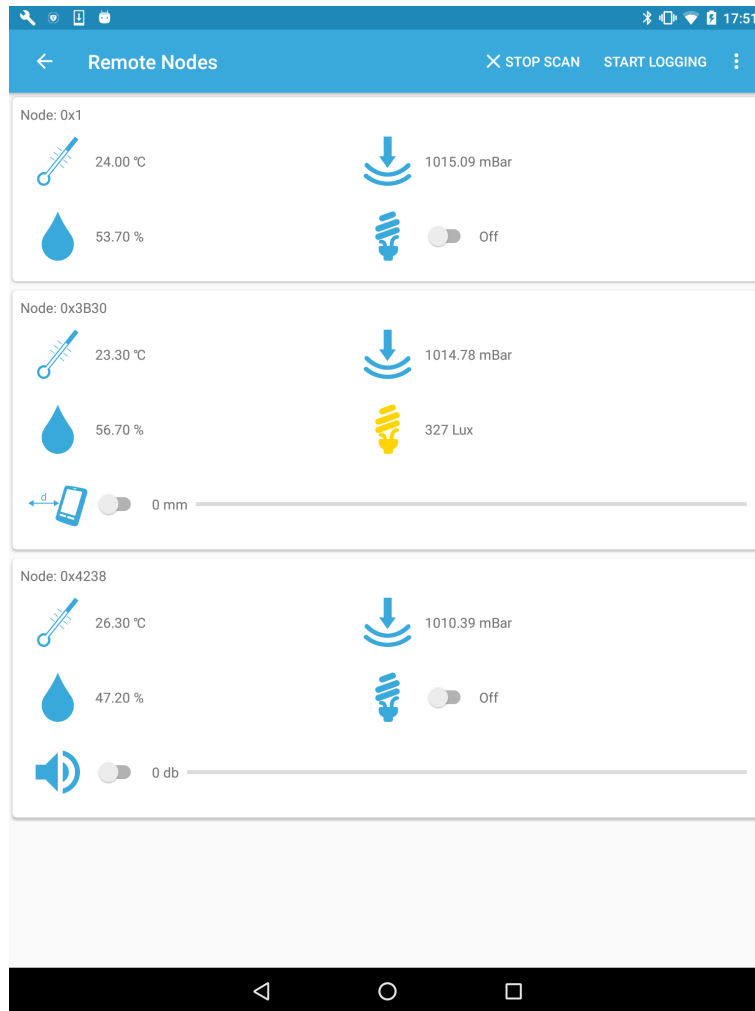 17:51
Remote Nodes STOP SCAN START LOGGING
Node: 0x1
24.00 °C 1015.09 mBar
53.70 % Off
Node: 0x3B30
23.30 °C 1014.78 mBar
56.70 % 327 Lux
d 0 mm
Node: 0x4238
26.30 °C 1010.39 mBar
47.20 % Off
0 db